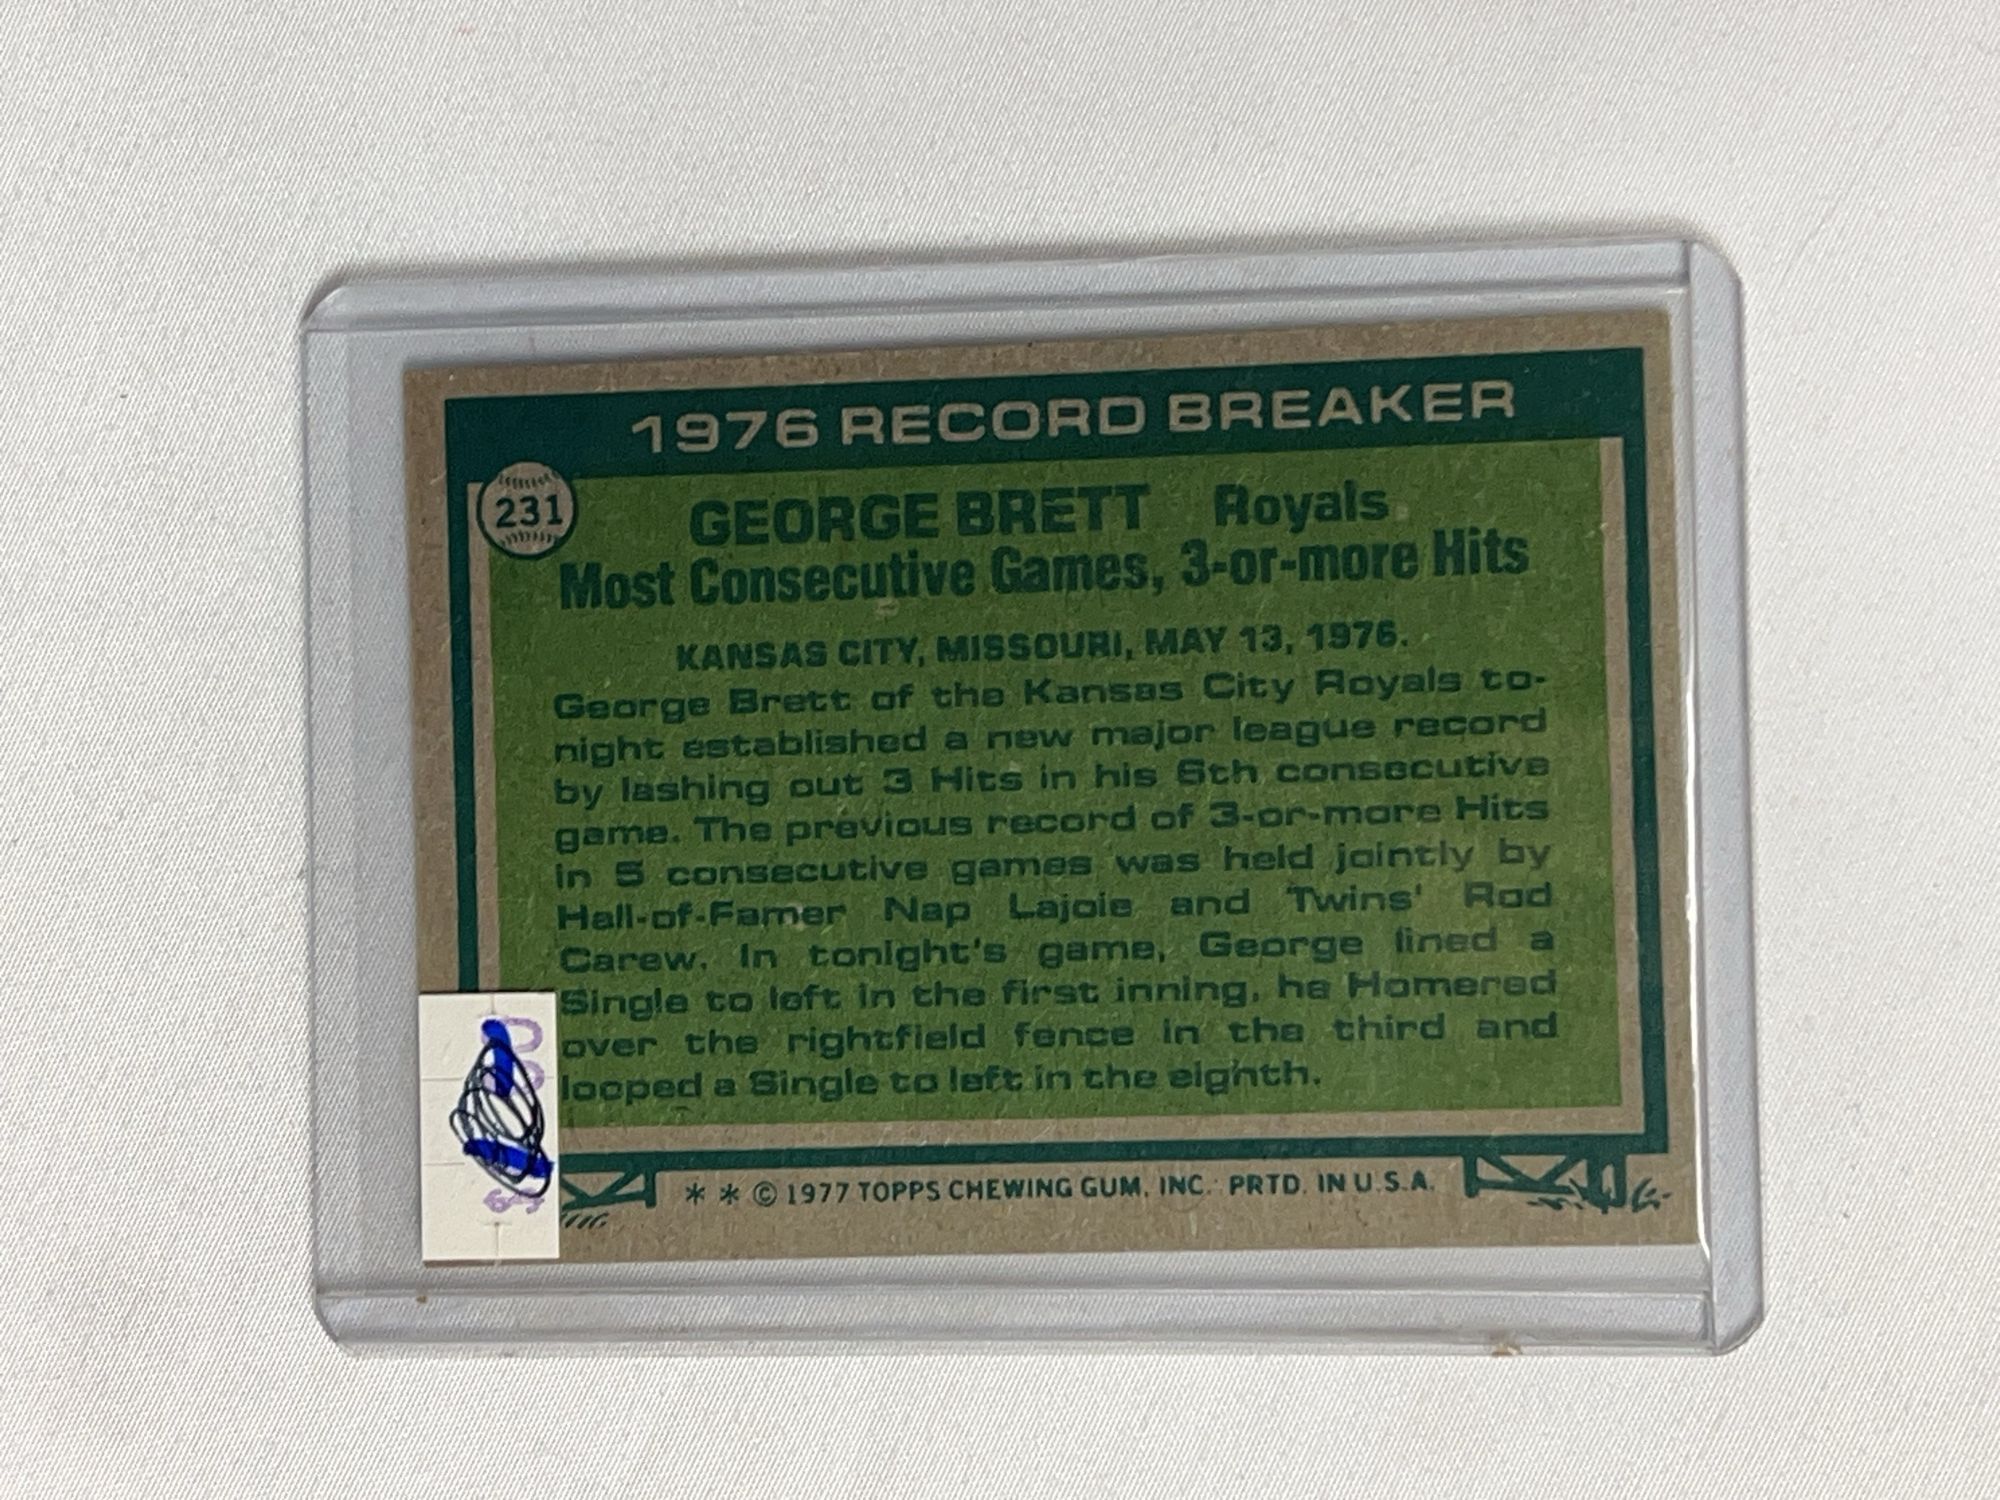 1976 RECORD BREAKER
231
GEORGE BRETT Royals
Most Consecutive Games, 3-or-more Hits
KANSAS CITY, MISSOURI, MAY 13, 1976.
George Brett of the Kansas City Royals to-
night established a new major league record
by lashing out 3 Hits in his 6th consecutive
game. The previous record of 3-or-more Hits
in 5 consecutive games was held jointly by
Hall-of-Famer Nap Lajoie and Twins' Rod
Carew. In tonight's game, George lined a
Single to left in the first inning, he Homered
over the rightfield fence in the third and
looped a Single to left in the eighth.
* * © 1977 TOPPS CHEWING GUM, INC. PRTD. IN U.S.A.